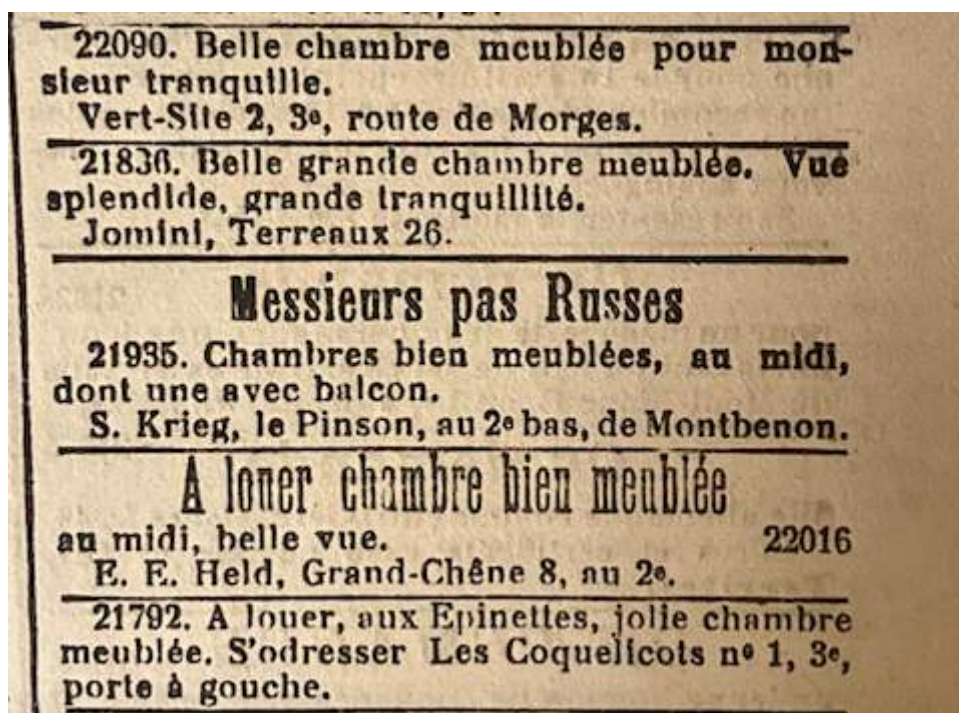 22090. Belle chambre meublée pour mon-
sieur tranquille.
Vert-Site 2, 3e, route de Morges.
21836. Belle grande chambre meublée. Vue
splendide, grande tranquillité.
Jomini, Terreaux 26.
Messieurs pas Russes
21935. Chambres bien meublées, au midi,
dont une avec balcon.
S. Krieg, le Pinson, au 2e bas, de Montbenon.
A louer chambre bien meublée
au midi, belle vue. 22016
E. E. Held, Grand-Chêne 8, au 2e.
21792. A louer, aux Epinettes, jolie chambre
meublée. S'adresser Les Coquelicots nº 1, 3e,
porte à gauche.